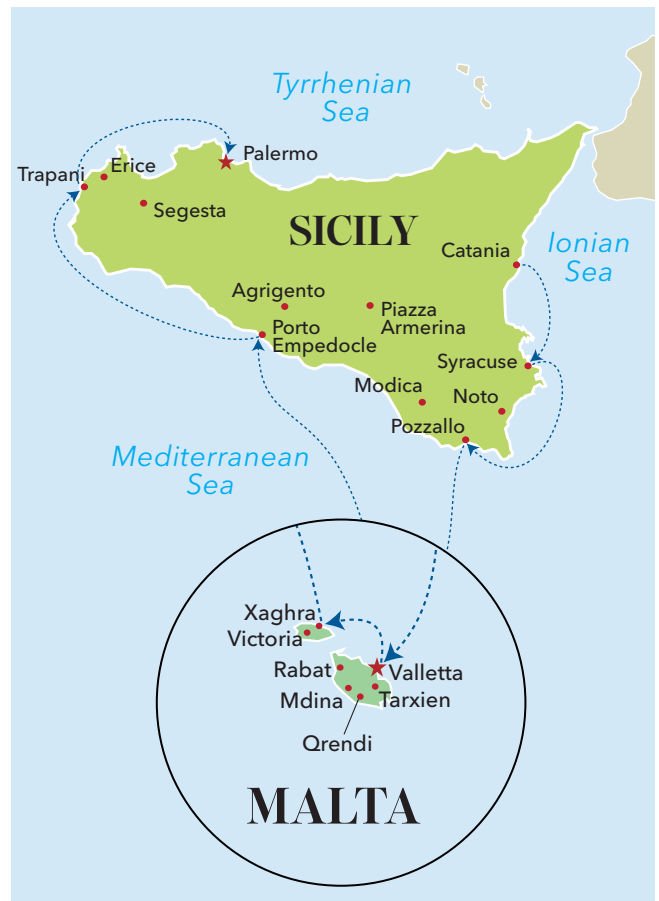 Tyrrhenian
Sea
Palermo
Erice
Trapani
Segesta
SICILY
Catania
Ionian
Sea
Agrigento
Piazza
Armerina
Porto
Empedocle
Syracuse
Modica
Noto
Pozzallo
Mediterranean
Sea
Xaghra
Victoria
Rabat
Valletta
Mdina
Tarxien
Qrendi
MALTA